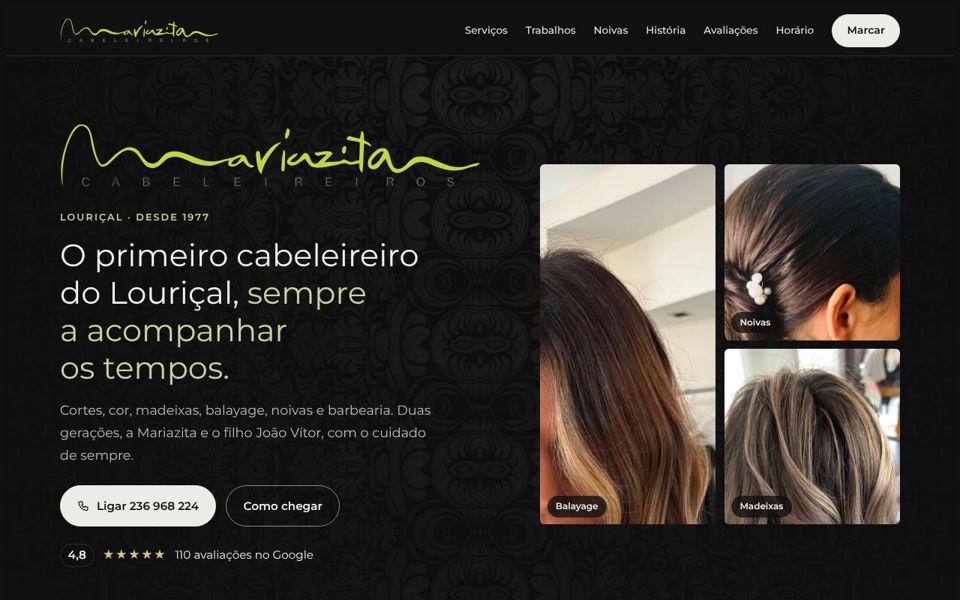 Mariazita
CABELEIREIROS
Serviços Trabalhos Noivas História Avaliações Horário Marcar
Mariazita
CABELEIREIROS
LOURIÇAL · DESDE 1977
O primeiro cabeleireiro
do Louriçal, sempre
a acompanhar
os tempos.
Cortes, cor, madeixas, balayage, noivas e barbearia. Duas
gerações, a Mariazita e o filho João Vítor, com o cuidado
de sempre.
Ligar 236 968 224 Como chegar
4,8 ★★★★★ 110 avaliações no Google
Noivas
Balayage
Madeixas